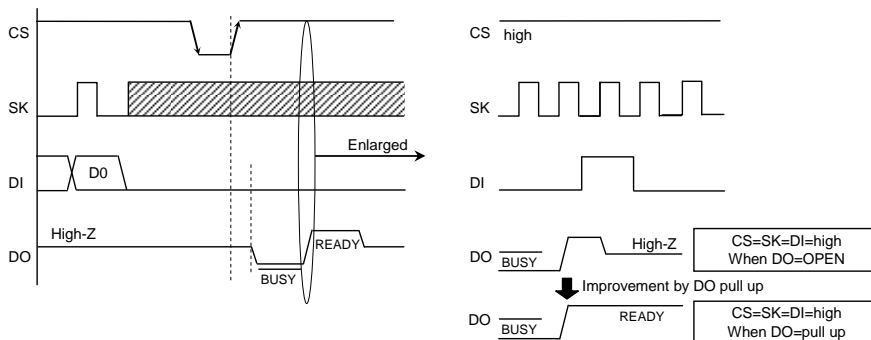 CS
SK
DI
D0
Enlarged
High-Z
DO
BUSY
READY
CS
high
SK
DI
DO
BUSY
High-Z
CS=SK=DI=high
When DO=OPEN
Improvement by DO pull up
DO
BUSY
READY
CS=SK=DI=high
When DO=pull up